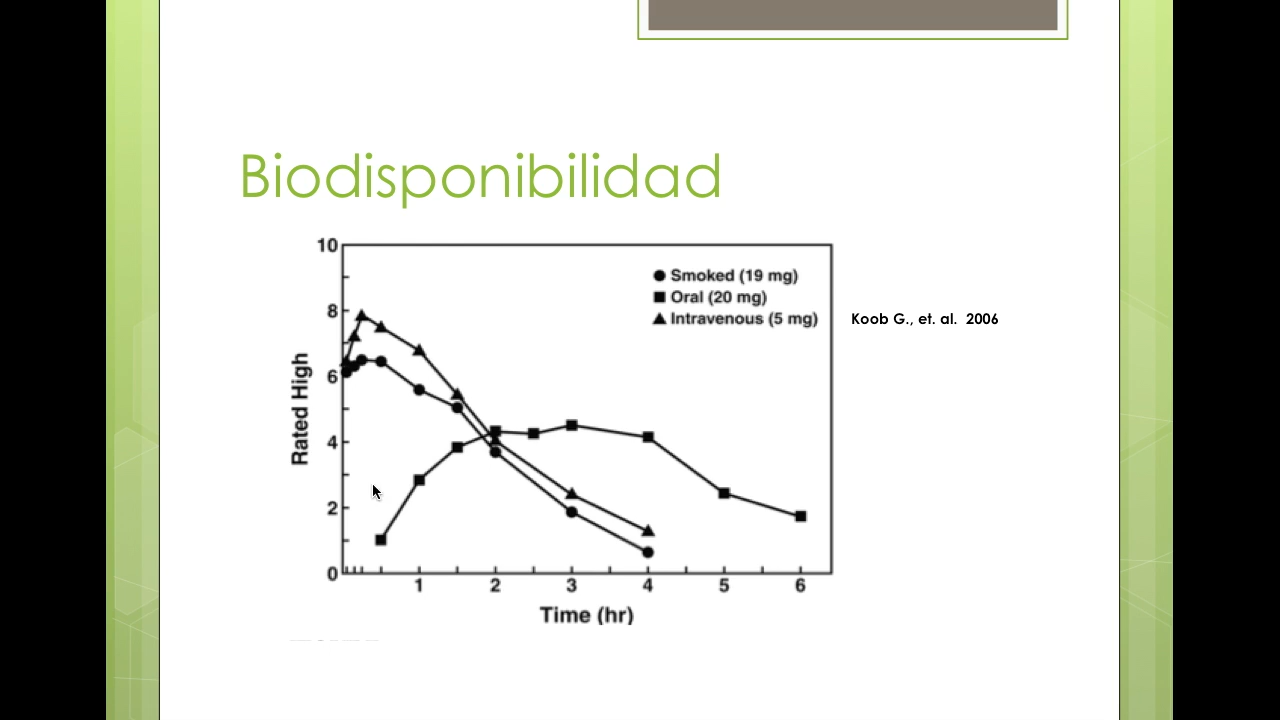 Biodisponibilidad
10
8
6
4
2
0
Rated High
Smoked (19 mg)
Oral (20 mg)
Intravenous (5 mg)
Koob G., et. al. 2006
1 2 3 4 5 6
Time (hr)